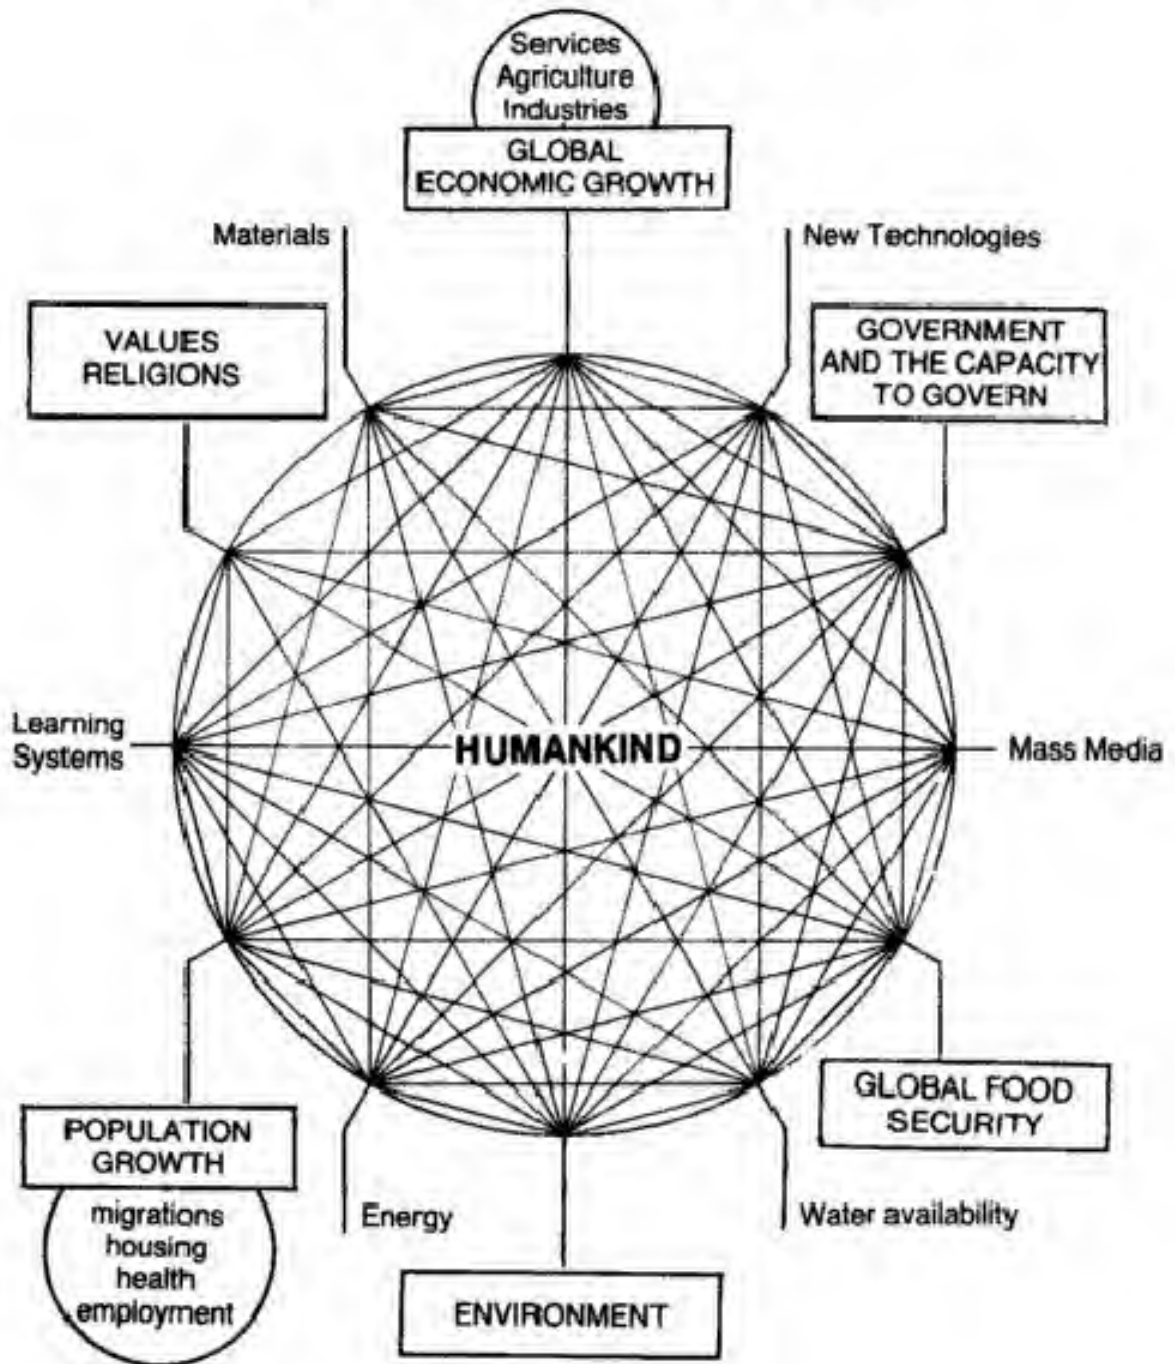 Services
Agriculture
Industries
GLOBAL
ECONOMIC GROWTH
Materials
New Technologies
VALUES
RELIGIONS
GOVERNMENT
AND THE CAPACITY
TO GOVERN
Learning
Systems
HUMANKIND
Mass Media
GLOBAL FOOD
SECURITY
POPULATION
GROWTH
migrations
housing
health
employment
Energy
Water availability
ENVIRONMENT